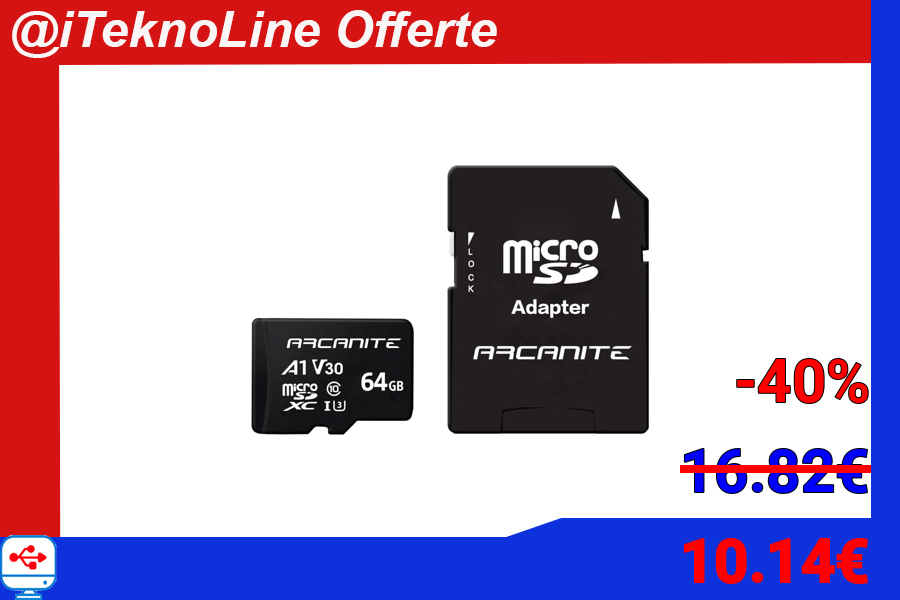 @iTeknoLine Offerte
LOCK
micro
SD
Adapter
ARCANITE
ARCANITE
A1 V30
micro
SD
XC
10
I U3
64GB
-40%
16.82€
10.14€